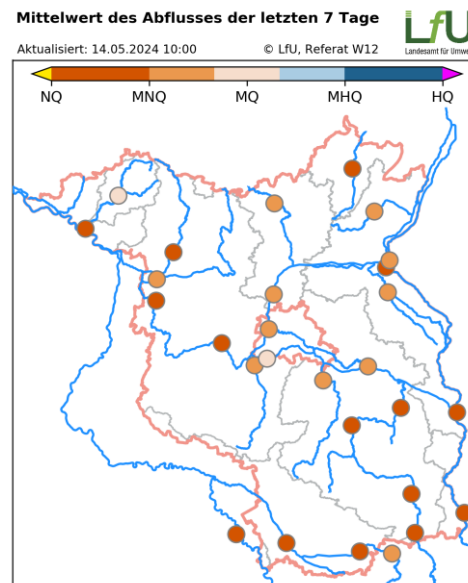 Mittelwert des Abflusses der letzten 7 Tage
LfU
Aktualisiert: 14.05.2024 10:00
© LfU, Referat W12
Landesamt für Umwe
NQ
MNQ
MQ
MHQ
HQ